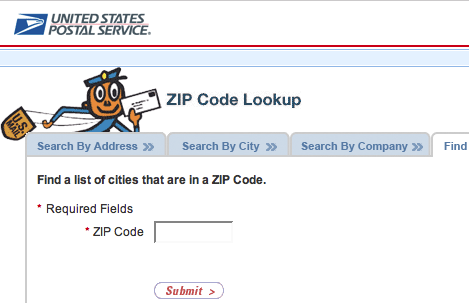 UNITED STATES
POSTAL SERVICE®
ZIP Code Lookup
U.S. MAIL
Search By Address >>
Search By City >>
Search By Company >>
Find
Find a list of cities that are in a ZIP Code.
* Required Fields
* ZIP Code
Submit >